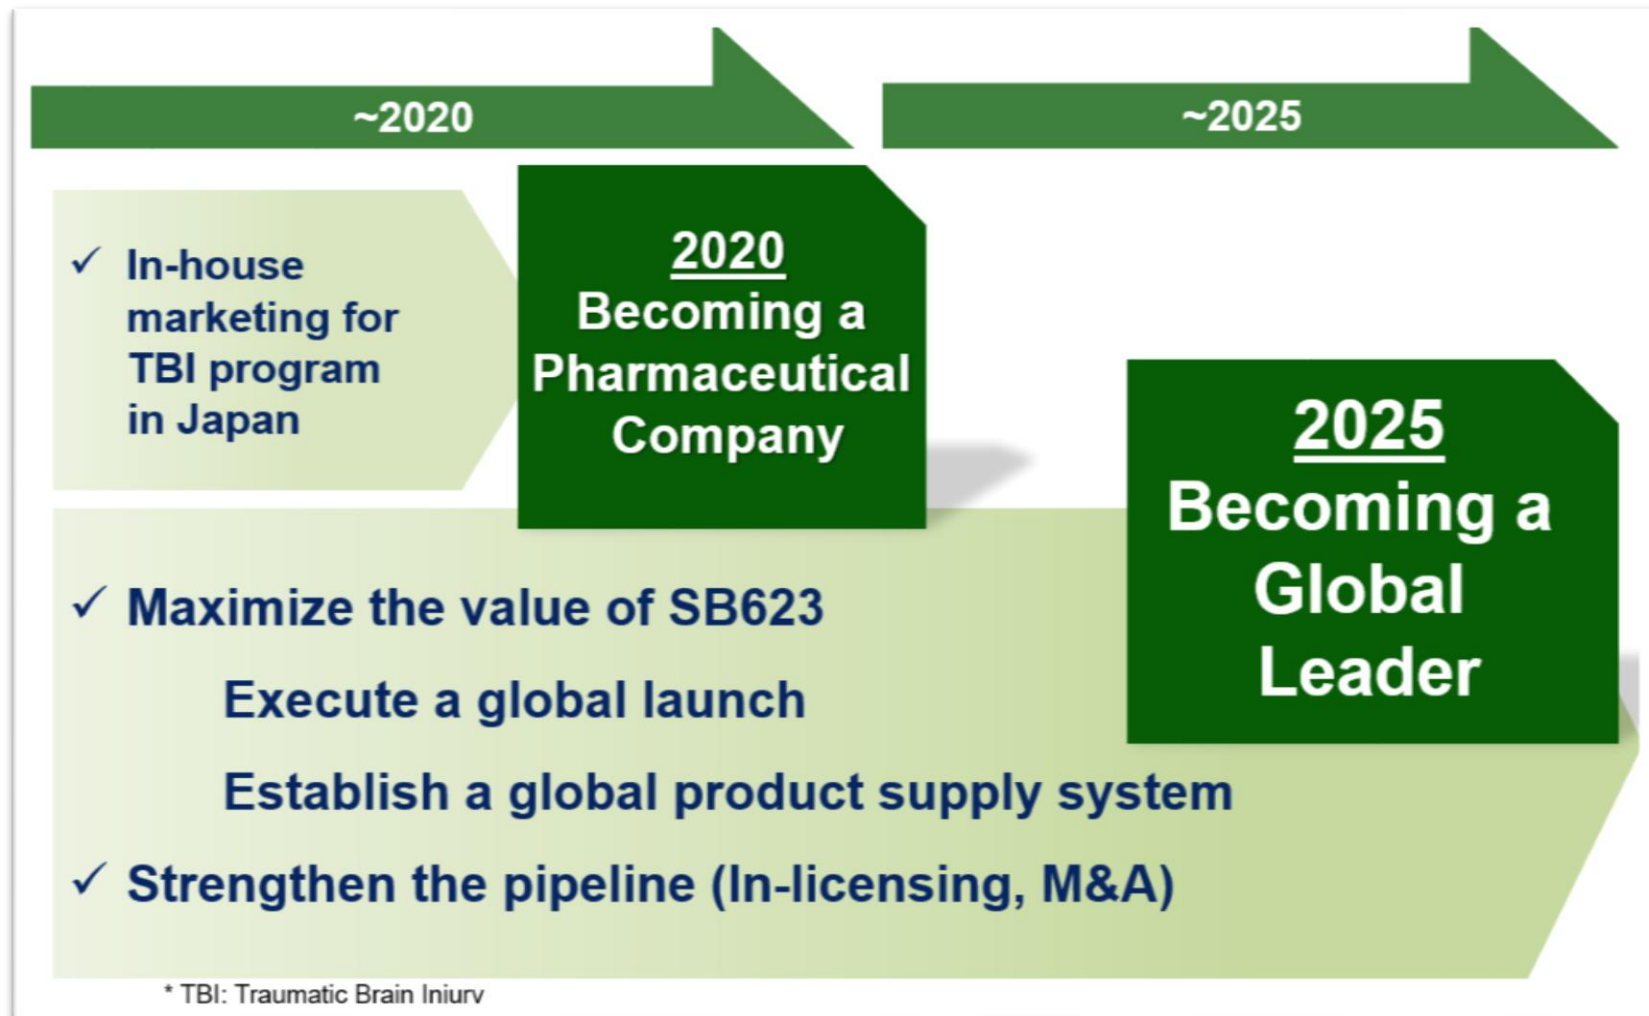 ~2020
~2025
✓ In-house
marketing for
TBI program
in Japan
2020
Becoming a
Pharmaceutical
Company
2025
Becoming a
Global
Leader
✓ Maximize the value of SB623
Execute a global launch
Establish a global product supply system
✓ Strengthen the pipeline (In-licensing, M&A)
* TBI: Traumatic Brain Injury